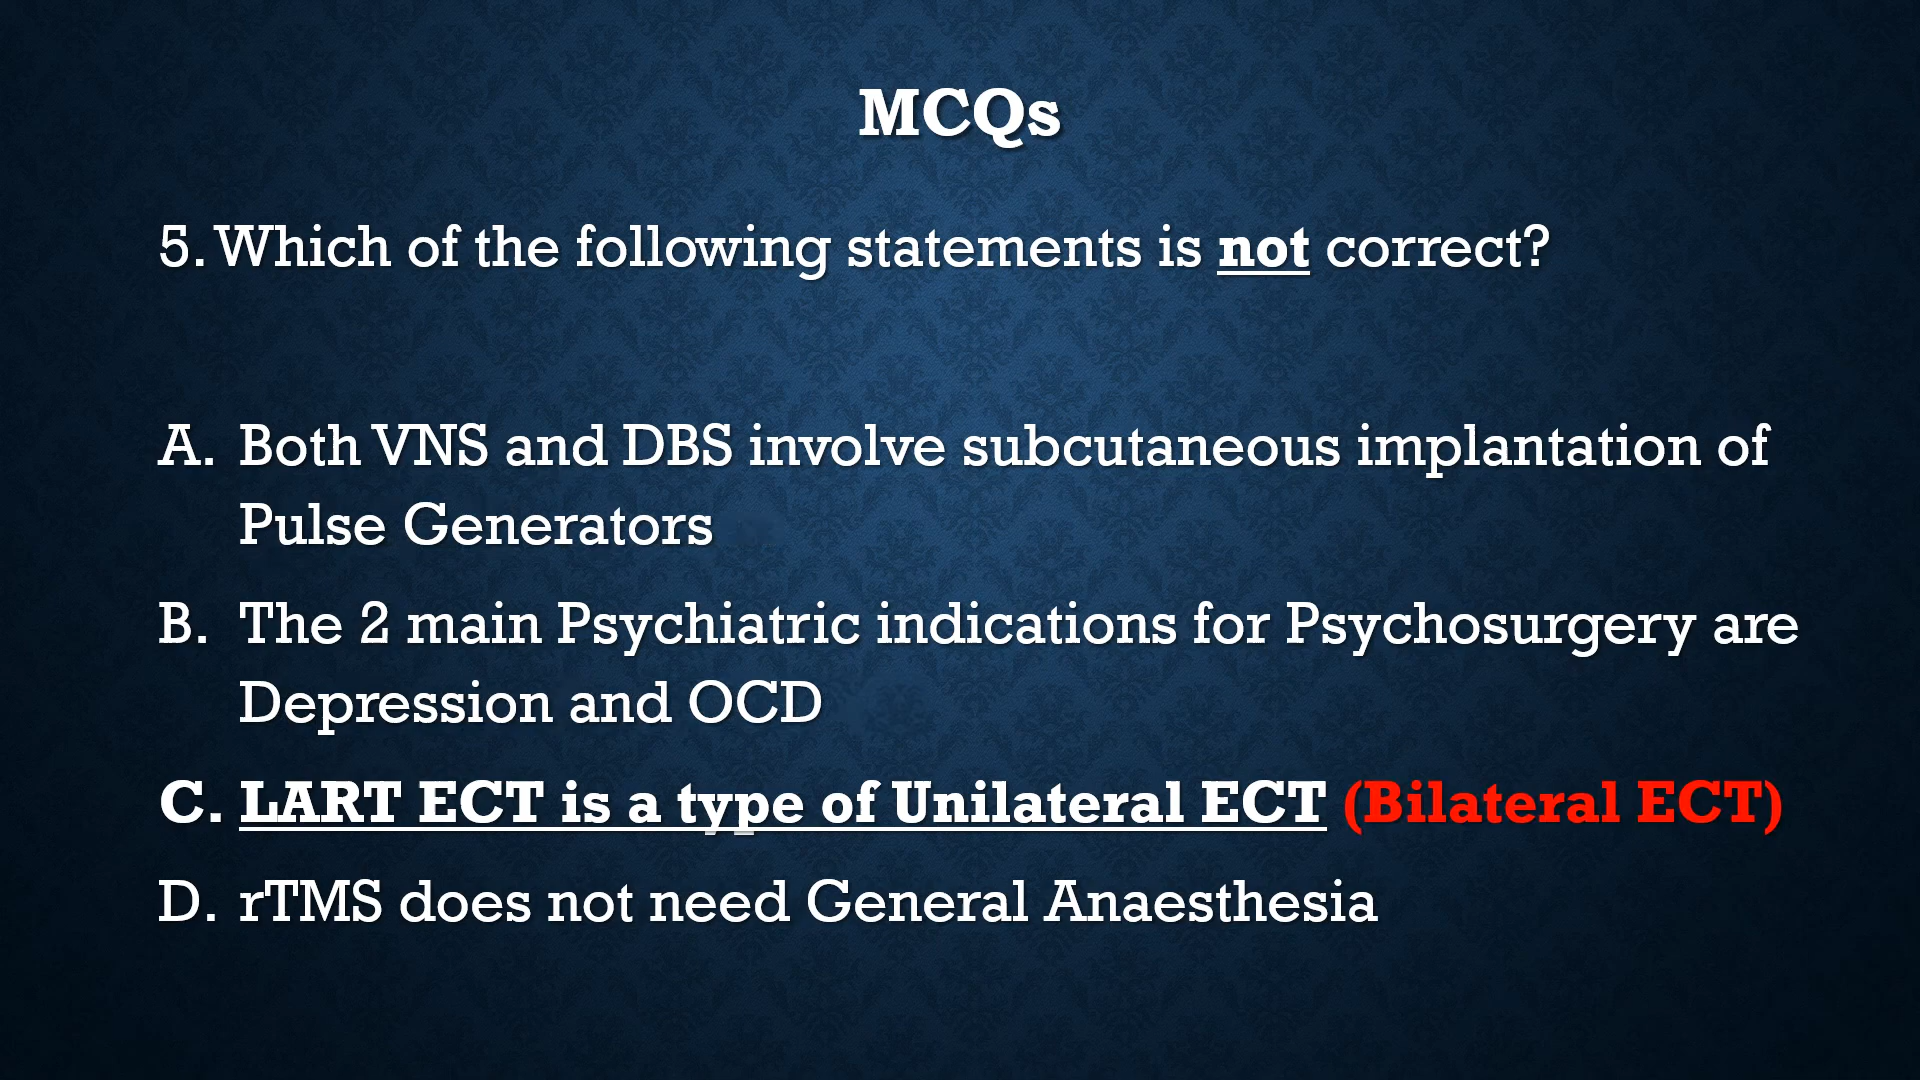 MCQs
5. Which of the following statements is not correct?
A. Both VNS and DBS involve subcutaneous implantation of
Pulse Generators
B. The 2 main Psychiatric indications for Psychosurgery are
Depression and OCD
C. LART ECT is a type of Unilateral ECT (Bilateral ECT)
D. rTMS does not need General Anaesthesia